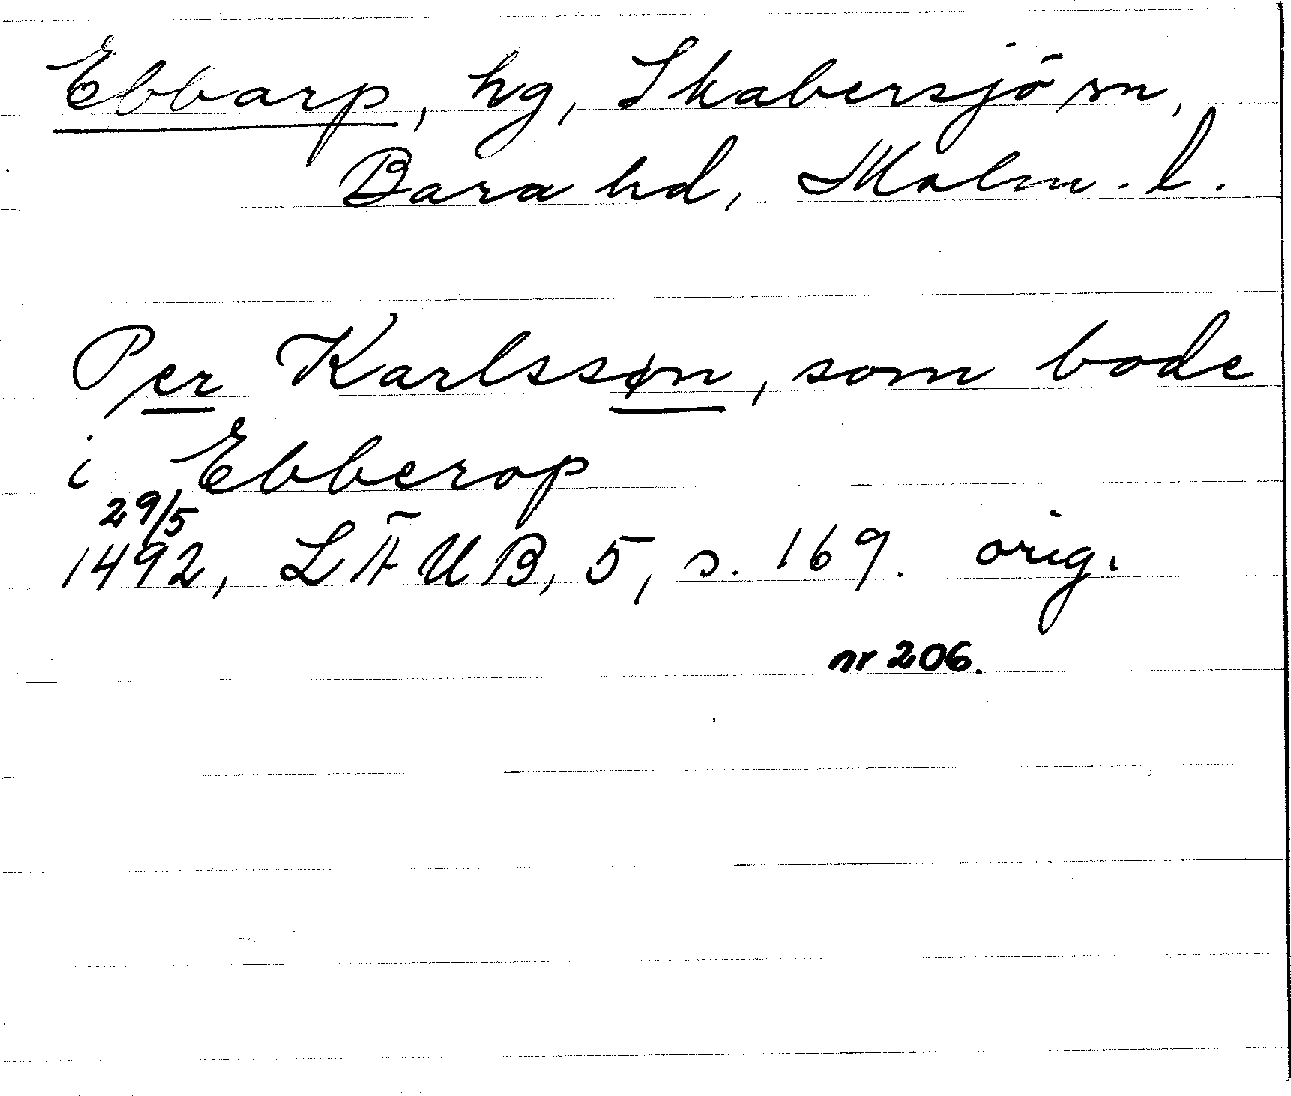 Ebbarp, hg, Skabersjö sn,
Bara hd, Malm. l.
Per Karlssøn, som bode
i Ebberop
29/5
1492, LÄUB, 5, s. 169. orig.
nr 206.